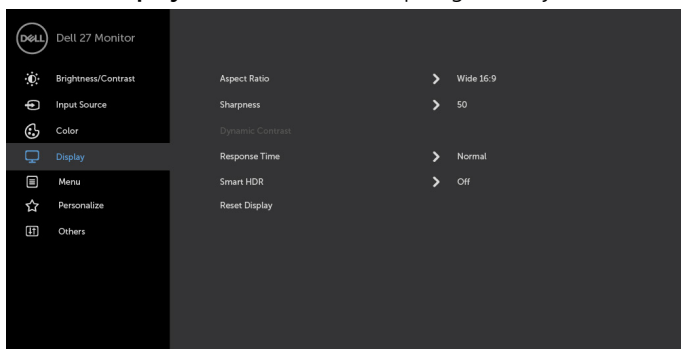 DELL Dell 27 Monitor
Brightness/Contrast
Input Source
Color
Display
Menu
Personalize
Others
Aspect Ratio Wide 16:9
Sharpness 50
Dynamic Contrast
Response Time Normal
Smart HDR Off
Reset Display